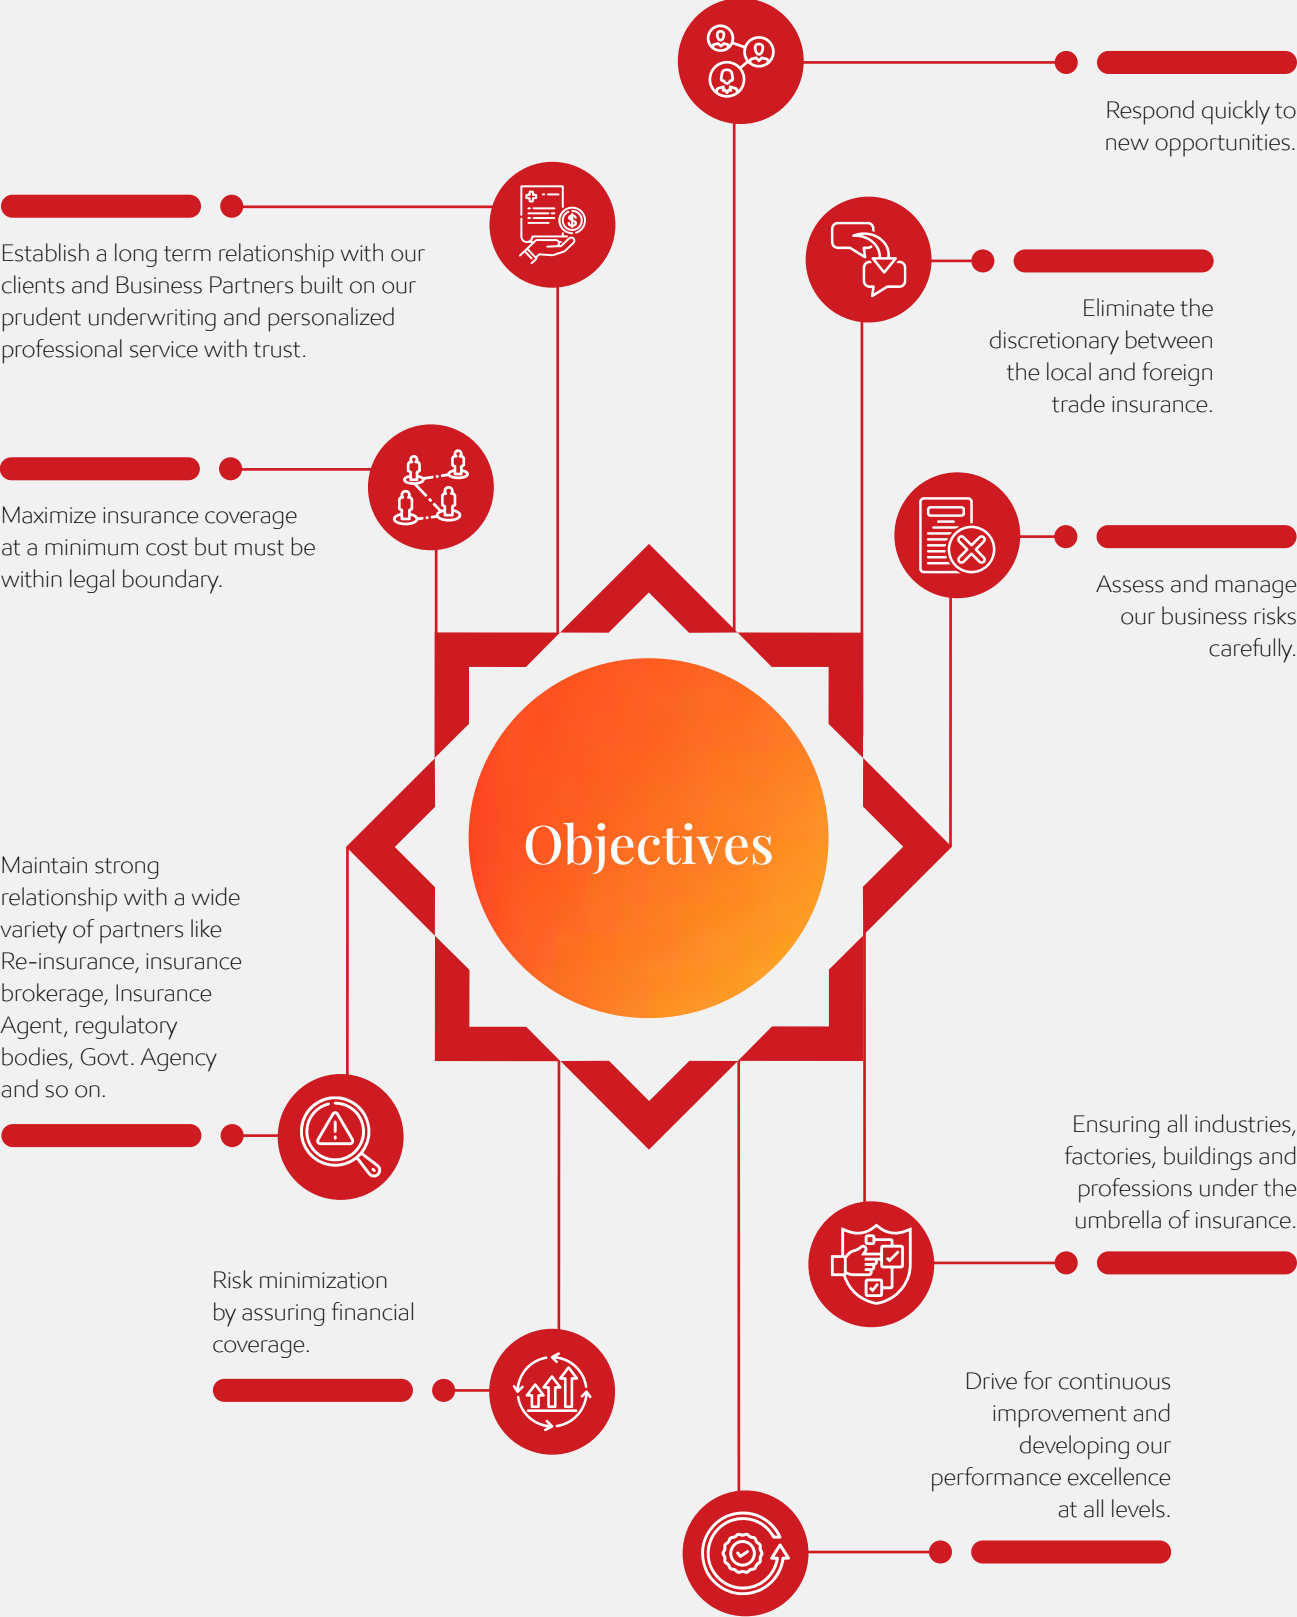 Respond quickly to
new opportunities.
Establish a long term relationship with our
clients and Business Partners built on our
prudent underwriting and personalized
professional service with trust.
Eliminate the
discretionary between
the local and foreign
trade insurance.
Maximize insurance coverage
at a minimum cost but must be
within legal boundary.
Assess and manage
our business risks
carefully.
Objectives
Maintain strong
relationship with a wide
variety of partners like
Re-insurance, insurance
brokerage, Insurance
Agent, regulatory
bodies, Govt. Agency
and so on.
Ensuring all industries,
factories, buildings and
professions under the
umbrella of insurance.
Risk minimization
by assuring financial
coverage.
Drive for continuous
improvement and
developing our
performance excellence
at all levels.